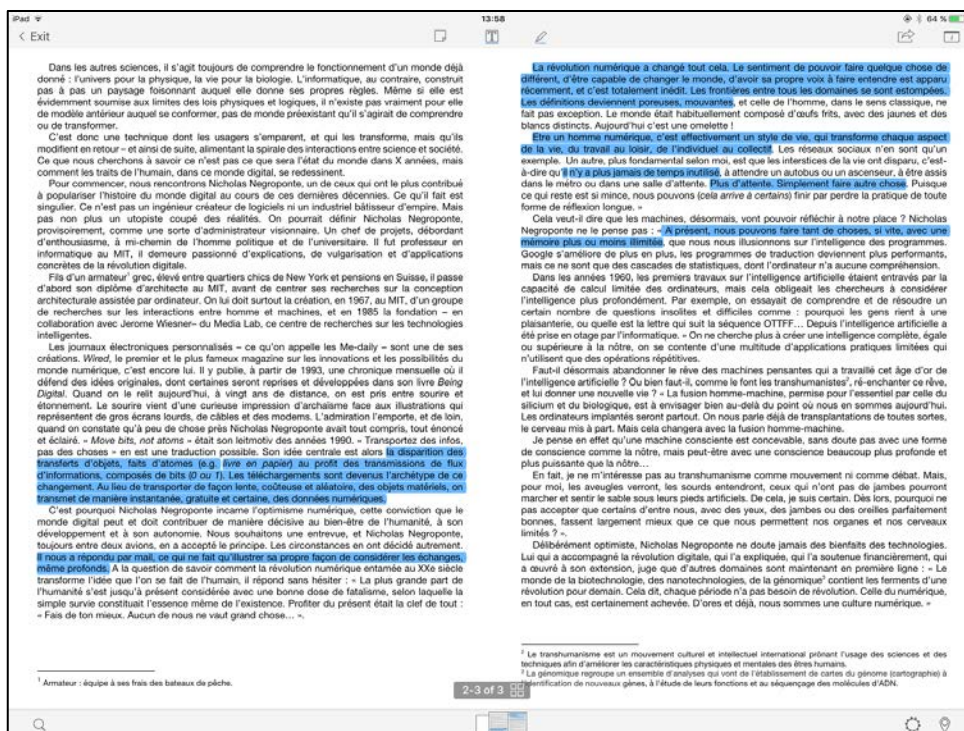 iPad
13:58
64 %
< Exit
Dans les autres sciences, il s'agit toujours de comprendre le fonctionnement d'un monde déjà
donné : l'univers pour la physique, la vie pour la biologie. L'informatique, au contraire, construit
pas à pas un paysage foisonnant auquel elle donne ses propres règles. Même si elle est
évidemment soumise aux limites des lois physiques et logiques, il n'existe pas vraiment pour elle
de modèle antérieur auquel se conformer, pas de monde préexistant qu'il s'agirait de comprendre
ou de transformer.
C'est donc une technique dont les usagers s'emparent, et qui les transforme, mais qu'ils
modifient en retour – et ainsi de suite, alimentant la spirale des interactions entre science et société.
Ce que nous cherchons à savoir ce n'est pas ce que sera l'état du monde dans X années, mais
comment les traits de l'humain, dans ce monde digital, se redessinent.
Pour commencer, nous rencontrons Nicholas Negroponte, un de ceux qui ont le plus contribué
à populariser l'histoire du monde digital au cours de ces dernières décennies. Ce qu'il fait est
singulier. Ce n'est pas un ingénieur créateur de logiciels ni un industriel bâtisseur d'empire. Mais
pas non plus un utopiste coupé des réalités. On pourrait définir Nicholas Negroponte,
provisoirement, comme une sorte d'administrateur visionnaire. Un chef de projets, débordant
d'enthousiasme, à mi-chemin de l'homme politique et de l'universitaire. Il fut professeur en
informatique au MIT, il demeure passionné d'explications, de vulgarisation et d'applications
concrètes de la révolution digitale.
Fils d'un armateur¹ grec, élevé entre quartiers chics de New York et pensions en Suisse, il passe
d'abord son diplôme d'architecte au MIT, avant de centrer ses recherches sur la conception
architecturale assistée par ordinateur. On lui doit surtout la création, en 1967, au MIT, d'un groupe
de recherches sur les interactions entre homme et machines, et en 1985 la fondation – en
collaboration avec Jerome Wiesner– du Media Lab, ce centre de recherches sur les technologies
intelligentes.
Les journaux électroniques personnalisés – ce qu'on appelle les Me-daily – sont une de ses
créations. Wired, le premier et le plus fameux magazine sur les innovations et les possibilités du
monde numérique, c'est encore lui. Il y publie, à partir de 1993, une chronique mensuelle où il
défend des idées originales, dont certaines seront reprises et développées dans son livre Being
Digital. Quand on le relit aujourd'hui, à vingt ans de distance, on est pris entre sourire et
étonnement. Le sourire vient d'une curieuse impression d'archaïsme face aux illustrations qui
représentent de gros écrans lourds, de câbles et des modems. L'admiration l'emporte, et de loin,
quand on constate qu'à peu de chose près Nicholas Negroponte avait tout compris, tout énoncé
et éclairé. « Move bits, not atoms » était son leitmotiv des années 1990. « Transportez des infos,
pas des choses » en est une traduction possible. Son idée centrale est alors la disparition des
transferts d'objets, faits d'atomes (e.g. livre en papier) au profit des transmissions de flux
d'informations, composés de bits (0 ou 1). Les téléchargements sont devenus l'archétype de ce
changement. Au lieu de transporter de façon lente, coûteuse et aléatoire, des objets matériels, on
transmet de manière instantanée, gratuite et certaine, des données numériques.
C'est pourquoi Nicholas Negroponte incarne l'optimisme numérique, cette conviction que le
monde digital peut et doit contribuer de manière décisive au bien-être de l'humanité, à son
développement et à son autonomie. Nous souhaitons une entrevue, et Nicholas Negroponte,
toujours entre deux avions, en a accepté le principe. Les circonstances en ont décidé autrement.
Il nous a répondu par mail, ce qui ne fait qu'illustrer sa propre façon de considérer les échanges,
même profonds. A la question de savoir comment la révolution numérique entamée au XXe siècle
transforme l'idée que l'on se fait de l'humain, il répond sans hésiter : « La plus grande part de
l'humanité s'est jusqu'à présent considérée avec une bonne dose de fatalisme, selon laquelle la
simple survie constituait l'essence même de l'existence. Profiter du présent était la clef de tout :
« Fais de ton mieux. Aucun de nous ne vaut grand chose... ».
¹ Armateur : équipe à ses frais des bateaux de pêche.
La révolution numérique a changé tout cela. Le sentiment de pouvoir faire quelque chose de
différent, d'être capable de changer le monde, d'avoir sa propre voix à faire entendre est apparu
récemment, et c'est totalement inédit. Les frontières entre tous les domaines se sont estompées.
Les définitions deviennent poreuses, mouvantes, et celle de l'homme, dans le sens classique, ne
fait pas exception. Le monde était habituellement composé d'œufs frits, avec des jaunes et des
blancs distincts. Aujourd'hui c'est une omelette !
Etre un homme numérique, c'est effectivement un style de vie, qui transforme chaque aspect
de la vie, du travail au loisir, de l'individuel au collectif. Les réseaux sociaux n'en sont qu'un
exemple. Un autre, plus fondamental selon moi, est que les interstices de la vie ont disparu, c'est-
à-dire qu'il n'y a plus jamais de temps inutilisé, à attendre un autobus ou un ascenseur, à être assis
dans le métro ou dans une salle d'attente. Plus d'attente. Simplement faire autre chose. Puisque
ce qui reste est si mince, nous pouvons (cela arrive a certains) finir par perdre la pratique de toute
forme de réflexion longue. »
Cela veut-il dire que les machines, désormais, vont pouvoir réfléchir à notre place ? Nicholas
Negroponte ne le pense pas : « A présent, nous pouvons faire tant de choses, si vite, avec une
mémoire plus ou moins illimitée, que nous nous illusionnons sur l'intelligence des programmes.
Google s'améliore de plus en plus, les programmes de traduction deviennent plus performants,
mais ce ne sont que des cascades de statistiques, dont l'ordinateur n'a aucune compréhension.
Dans les années 1960, les premiers travaux sur l'intelligence artificielle étaient entravés par la
capacité de calcul limitée des ordinateurs, mais cela obligeait les chercheurs à considérer
l'intelligence plus profondément. Par exemple, on essayait de comprendre et de résoudre un
certain nombre de questions insolites et difficiles comme : pourquoi les gens rient à une
plaisanterie, ou quelle est la lettre qui suit la séquence OTTFF... Depuis l'intelligence artificielle a
été prise en otage par l'informatique. « On ne cherche plus à créer une intelligence complète, égale
ou supérieure à la nôtre, on se contente d'une multitude d'applications pratiques limitées qui
n'utilisent que des opérations répétitives.
Faut-il désormais abandonner le rêve des machines pensantes qui a travaillé cet âge d'or de
l'intelligence artificielle ? Ou bien faut-il, comme le font les transhumanistes², ré-enchanter ce rêve,
et lui donner une nouvelle vie ? « La fusion homme-machine, permise pour l'essentiel par celle du
silicium et du biologique, est à envisager bien au-delà du point où nous en sommes aujourd'hui.
Les ordinateurs implantés seront partout. On nous parle déjà de transplantations de toutes sortes,
le cerveau mis à part. Mais cela changera avec la fusion homme-machine.
Je pense en effet qu'une machine consciente est concevable, sans doute pas avec une forme
de conscience comme la nôtre, mais peut-être avec une conscience beaucoup plus profonde et
plus puissante que la nôtre...
En fait, je ne m'intéresse pas au transhumanisme comme mouvement ni comme débat. Mais,
pour moi, les aveugles verront, les sourds entendront, ceux qui n'ont pas de jambes pourront
marcher et sentir le sable sous leurs pieds artificiels. De cela, je suis certain. Dès lors, pourquoi ne
pas accepter que certains d'entre nous, avec des yeux, des jambes ou des oreilles parfaitement
bonnes, fassent largement mieux que ce que nous permettent nos organes et nos cerveaux
limités ? ».
Délibérément optimiste, Nicholas Negroponte ne doute jamais des bienfaits des technologies.
Lui qui a accompagné la révolution digitale, qui l'a expliquée, qui l'a soutenue financièrement, qui
a œuvré à son extension, juge que d'autres domaines sont maintenant en première ligne : « Le
monde de la biotechnologie, des nanotechnologies, de la génomique³ contient les ferments d'une
révolution pour demain. Cela dit, chaque période n'a pas besoin de révolution. Celle du numérique,
en tout cas, est certainement achevée. D'ores et déjà, nous sommes une culture numérique. »
² Le transhumanisme est un mouvement culturel et intellectuel international prônant l'usage des sciences et des
techniques afin d'améliorer les caractéristiques physiques et mentales des êtres humains.
³ La génomique regroupe un ensemble d'analyses qui vont de l'établissement de cartes du génome (cartographie) à
l'identification de nouveaux gènes, à l'étude de leurs fonctions et au séquençage des molécules d'ADN.
2-3 of 3